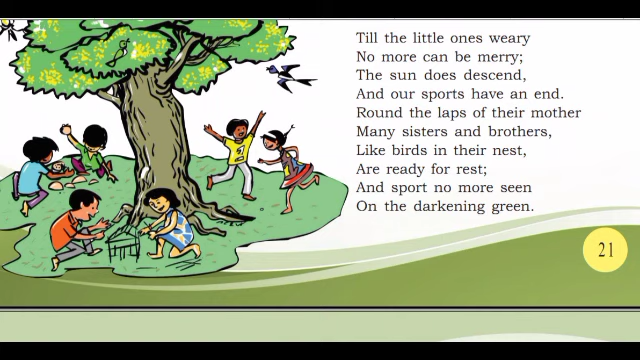 Till the little ones weary
No more can be merry;
The sun does descend,
And our sports have an end.
Round the laps of their mother
Many sisters and brothers,
Like birds in their nest,
Are ready for rest;
And sport no more seen
On the darkening green.
21